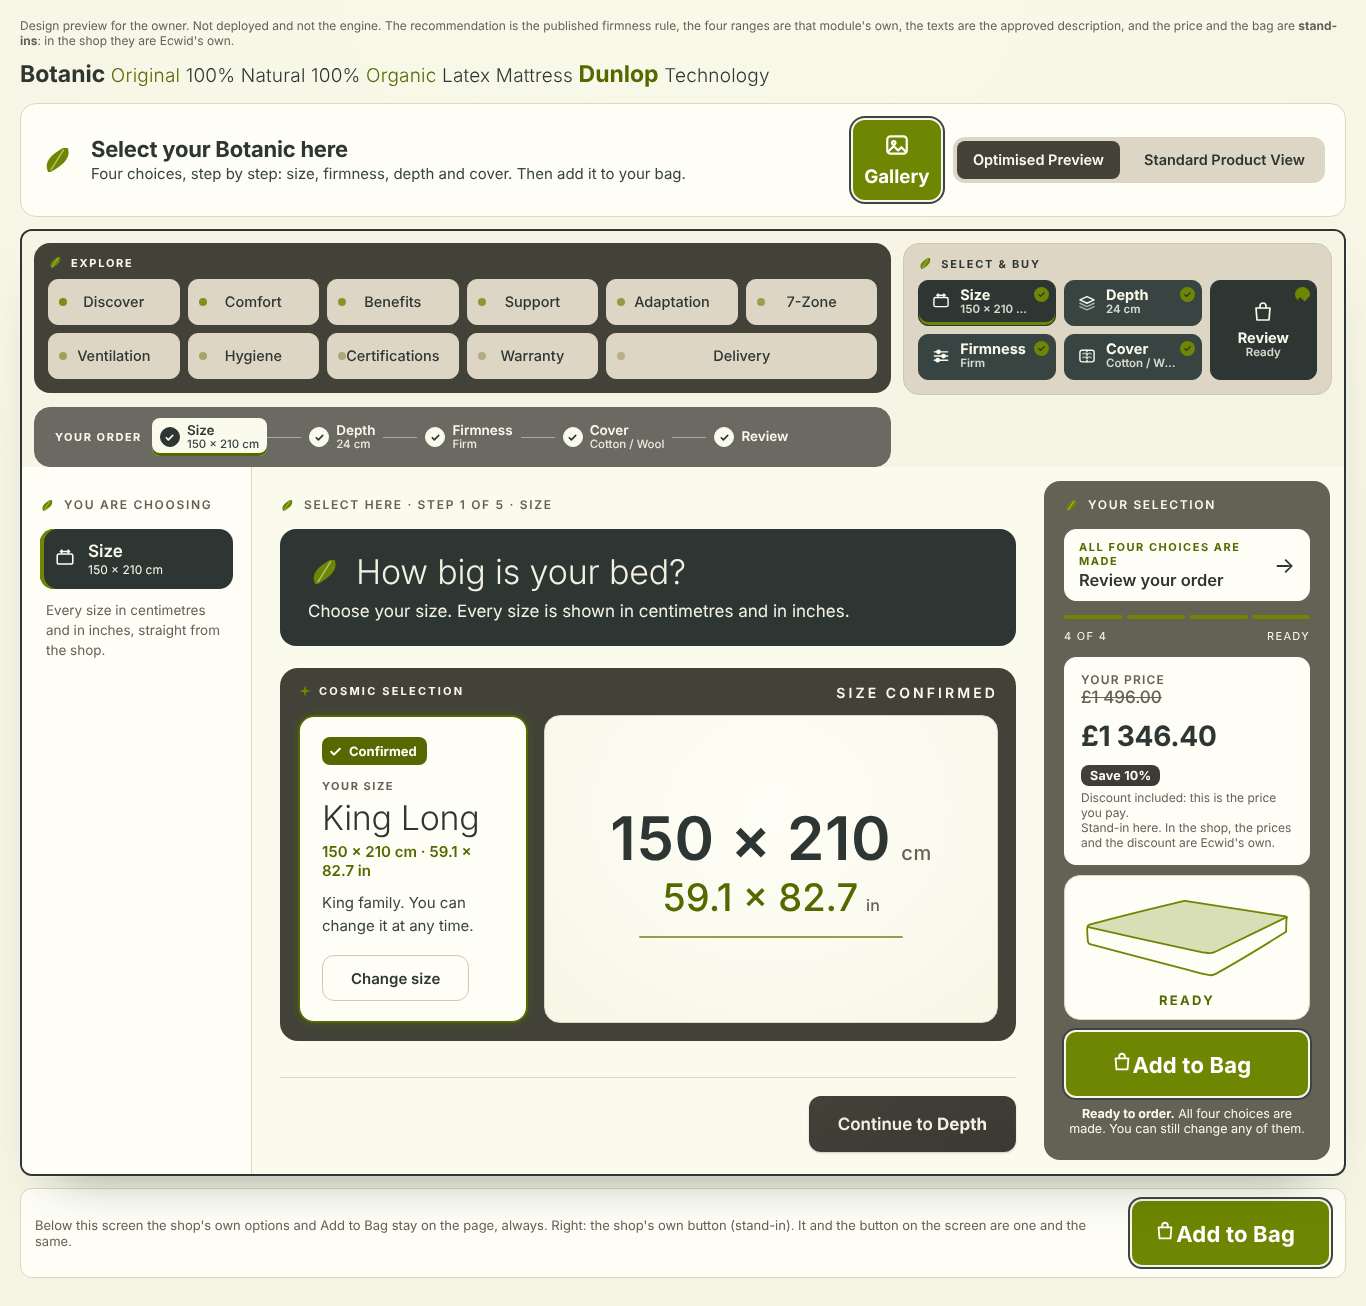 Design preview for the owner. Not deployed and not the engine. The recommendation is the published firmness rule, the four ranges are that module's own, the texts are the approved description, and the price and the bag are stand-
ins: in the shop they are Ecwid's own.
Botanic Original 100% Natural 100% Organic Latex Mattress Dunlop Technology
Select your Botanic here
Four choices, step by step: size, firmness, depth and cover. Then add it to your bag.
Gallery
Optimised Preview
Standard Product View
EXPLORE
Discover
Comfort
Benefits
Support
Adaptation
7-Zone
Ventilation
Hygiene
Certifications
Warranty
Delivery
SELECT & BUY
Size
150 × 210 ...
Depth
24 cm
Firmness
Firm
Cover
Cotton / W...
Review
Ready
YOUR ORDER
Size
150 × 210 cm
Depth
24 cm
Firmness
Firm
Cover
Cotton / Wool
Review
YOU ARE CHOOSING
Size
150 × 210 cm
Every size in centimetres
and in inches, straight from
the shop.
SELECT HERE · STEP 1 OF 5 · SIZE
How big is your bed?
Choose your size. Every size is shown in centimetres and in inches.
COSMIC SELECTION
SIZE CONFIRMED
Confirmed
YOUR SIZE
King Long
150 × 210 cm · 59.1 ×
82.7 in
King family. You can
change it at any time.
Change size
150 × 210 cm
59.1 × 82.7 in
Continue to Depth
YOUR SELECTION
ALL FOUR CHOICES ARE
MADE
Review your order
4 OF 4
READY
YOUR PRICE
£1 496.00
£1 346.40
Save 10%
Discount included: this is the price
you pay.
Stand-in here. In the shop, the prices
and the discount are Ecwid's own.
READY
Add to Bag
Ready to order. All four choices are
made. You can still change any of them.
Below this screen the shop's own options and Add to Bag stay on the page, always. Right: the shop's own button (stand-in). It and the button on the screen are one and the
same.
Add to Bag